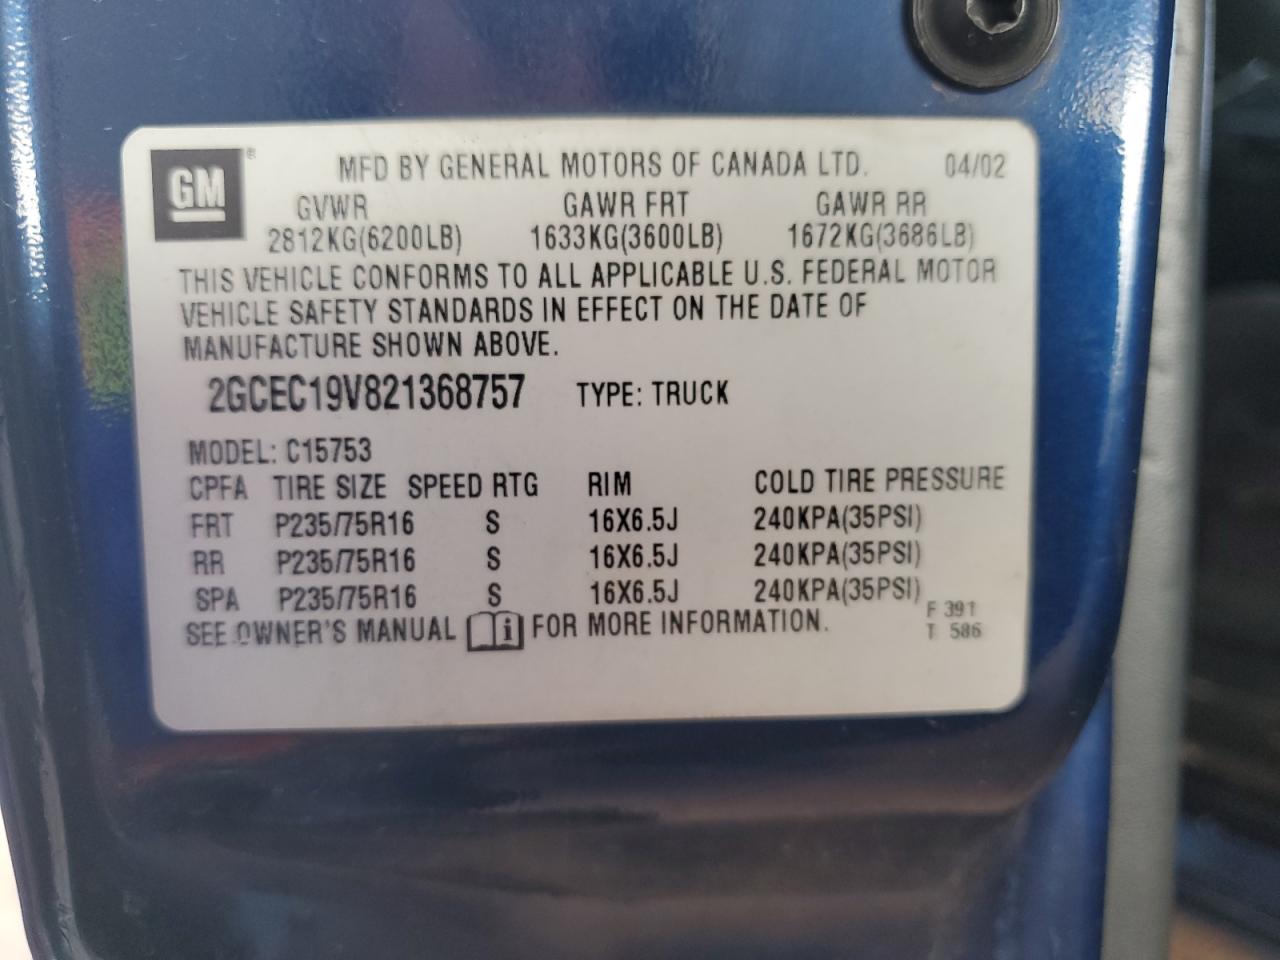 GM® MFD BY GENERAL MOTORS OF CANADA LTD. 04/02
GVWR GAWR FRT GAWR RR
2812KG(6200LB) 1633KG(3600LB) 1672KG(3686LB)
THIS VEHICLE CONFORMS TO ALL APPLICABLE U.S. FEDERAL MOTOR
VEHICLE SAFETY STANDARDS IN EFFECT ON THE DATE OF
MANUFACTURE SHOWN ABOVE.
2GCEC19V821368757 TYPE: TRUCK
MODEL: C15753
CPFA TIRE SIZE SPEED RTG RIM COLD TIRE PRESSURE
FRT P235/75R16 S 16X6.5J 240KPA(35PSI)
RR P235/75R16 S 16X6.5J 240KPA(35PSI)
SPA P235/75R16 S 16X6.5J 240KPA(35PSI)
SEE OWNER'S MANUAL i FOR MORE INFORMATION.
F 391
T 586